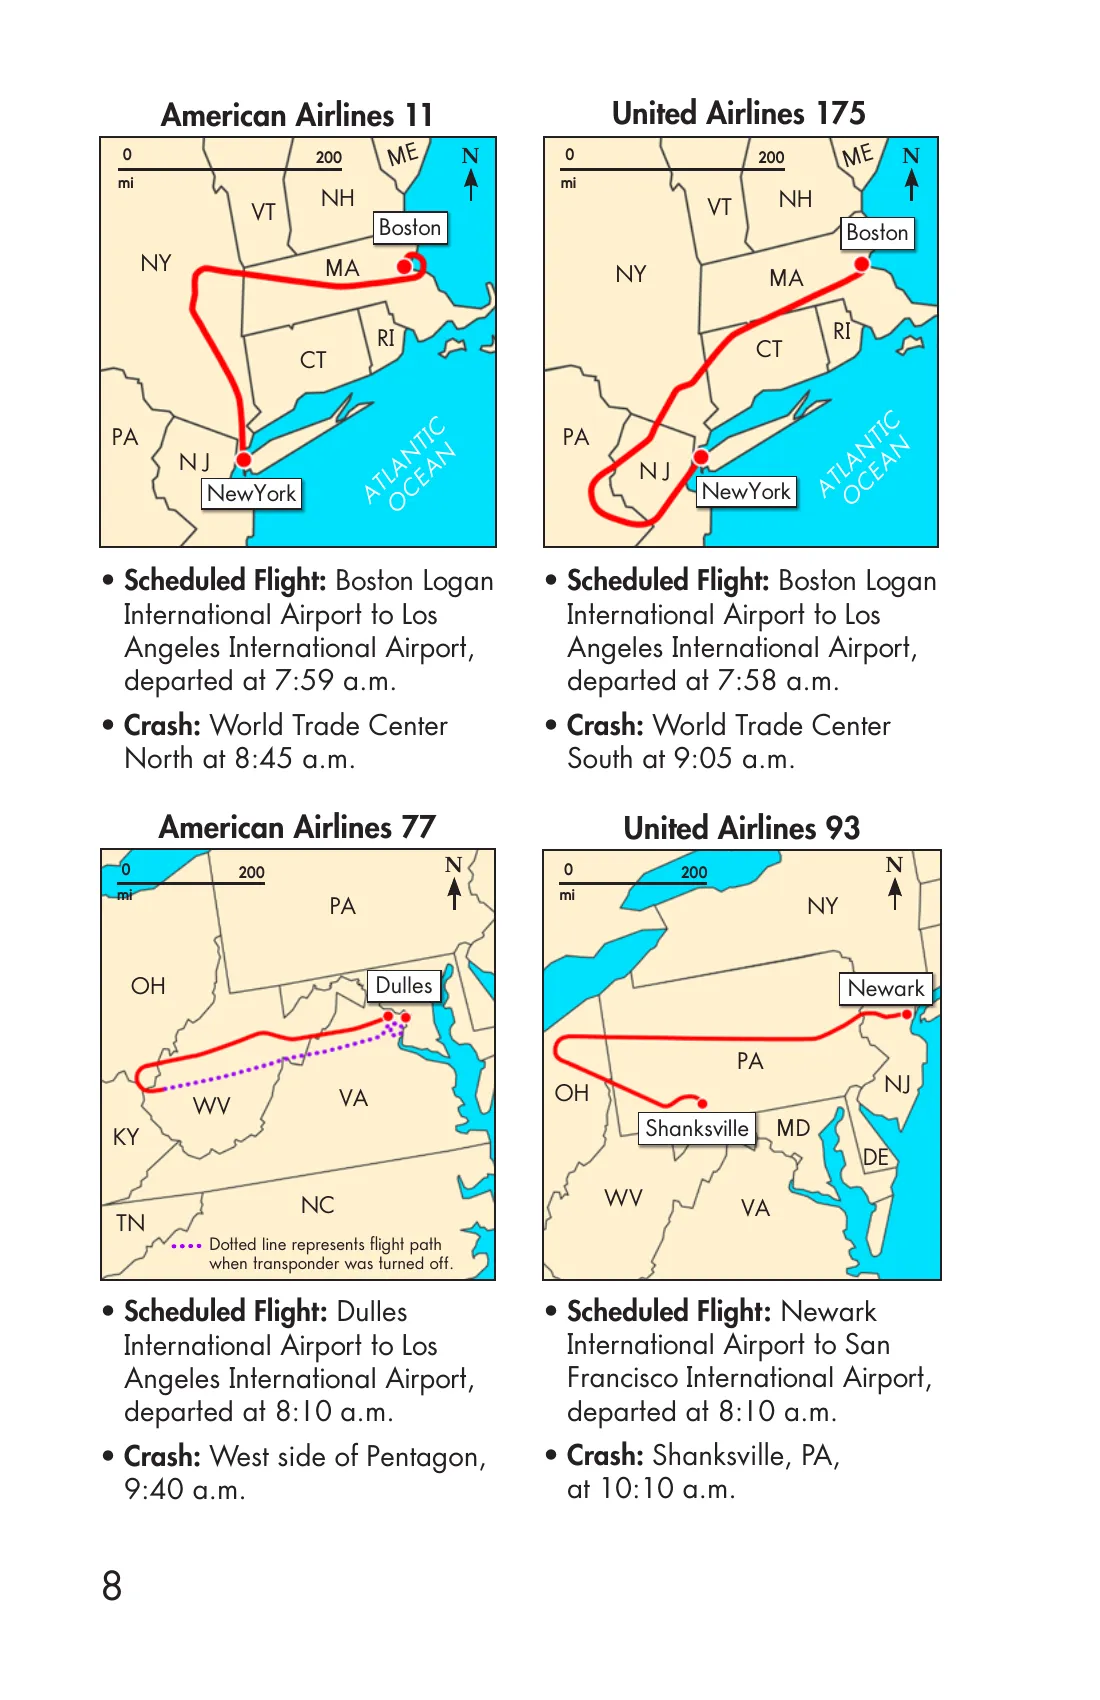 American Airlines 11
0 200
mi
ME
N
VT
NH
Boston
NY
MA
CT
RI
PA
NJ
NewYork
ATLANTIC
OCEAN
• Scheduled Flight: Boston Logan
International Airport to Los
Angeles International Airport,
departed at 7:59 a.m.
• Crash: World Trade Center
North at 8:45 a.m.
United Airlines 175
0 200
mi
ME
N
VT
NH
Boston
NY
MA
CT
RI
PA
NJ
NewYork
ATLANTIC
OCEAN
• Scheduled Flight: Boston Logan
International Airport to Los
Angeles International Airport,
departed at 7:58 a.m.
• Crash: World Trade Center
South at 9:05 a.m.
American Airlines 77
0 200
mi
N
PA
OH
Dulles
WV
VA
KY
NC
TN
Dotted line represents flight path
when transponder was turned off.
• Scheduled Flight: Dulles
International Airport to Los
Angeles International Airport,
departed at 8:10 a.m.
• Crash: West side of Pentagon,
9:40 a.m.
United Airlines 93
0 200
mi
N
NY
Newark
PA
OH
NJ
Shanksville
MD
DE
WV
VA
• Scheduled Flight: Newark
International Airport to San
Francisco International Airport,
departed at 8:10 a.m.
• Crash: Shanksville, PA,
at 10:10 a.m.
8